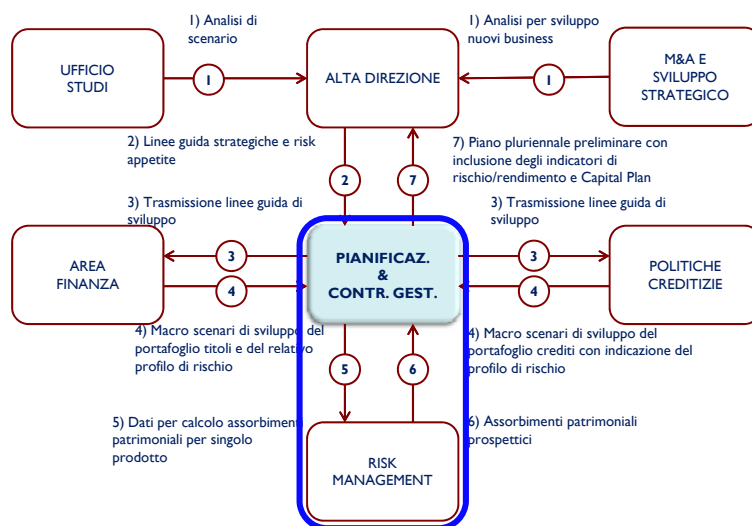 1) Analisi di
scenario
1) Analisi per sviluppo
nuovi business
UFFICIO
STUDI
1
ALTA DIREZIONE
1
M&A E
SVILUPPO
STRATEGICO
2) Linee guida strategiche e risk
appetite
2
7
7) Piano pluriennale preliminare con
inclusione degli indicatori di
rischio/rendimento e Capital Plan
3) Trasmissione linee guida di
sviluppo
3) Trasmissione linee guida di
sviluppo
AREA
FINANZA
3
4
PIANIFICAZ.
&
CONTR. GEST.
3
4
POLITICHE
CREDITIZIE
4) Macro scenari di sviluppo del
portafoglio titoli e del relativo
profilo di rischio
4) Macro scenari di sviluppo del
portafoglio crediti con indicazione del
profilo di rischio
5
6
5) Dati per calcolo assorbimenti
patrimoniali per singolo
prodotto
6) Assorbimenti patrimoniali
prospettici
RISK
MANAGEMENT